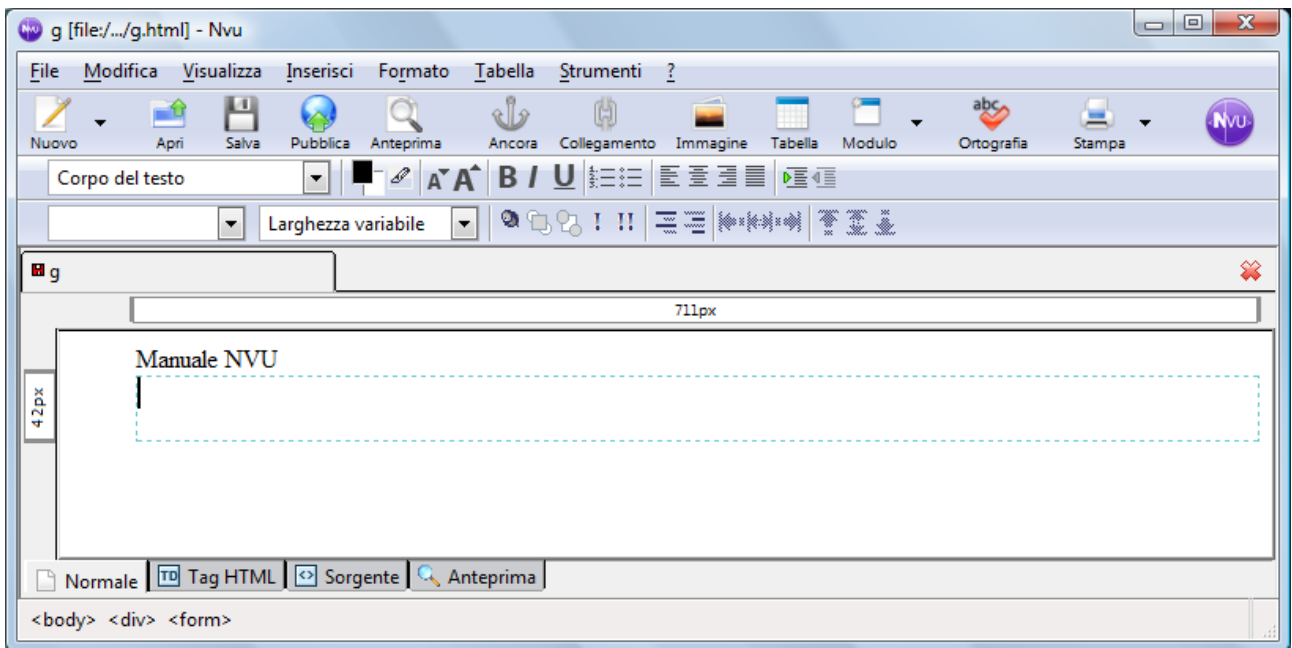 g [file:/.../g.html] - Nvu
File Modifica Visualizza Inserisci Formato Tabella Strumenti ?
Nuovo Apri Salva Pubblica Anteprima Ancora Collegamento Immagine Tabella Modulo abc Ortografia Stampa NVU
Corpo del testo A A B I U
Larghezza variabile ! !!
g
711px
Manuale NVU
42px
Normale TD Tag HTML Sorgente Anteprima
<body> <div> <form>